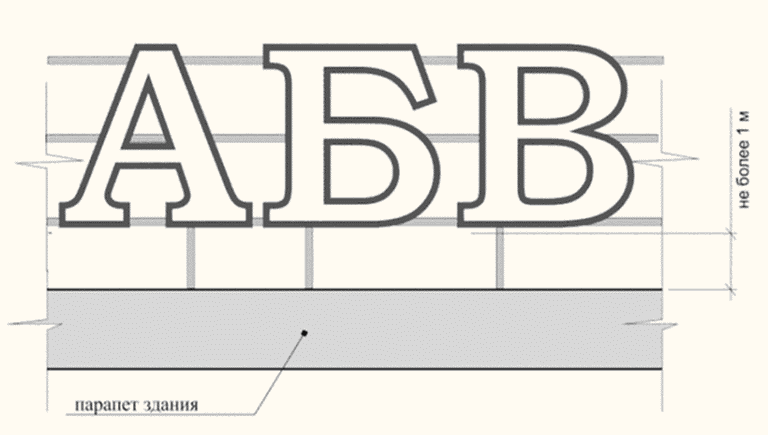 АБВ
не более 1 м
парапет здания